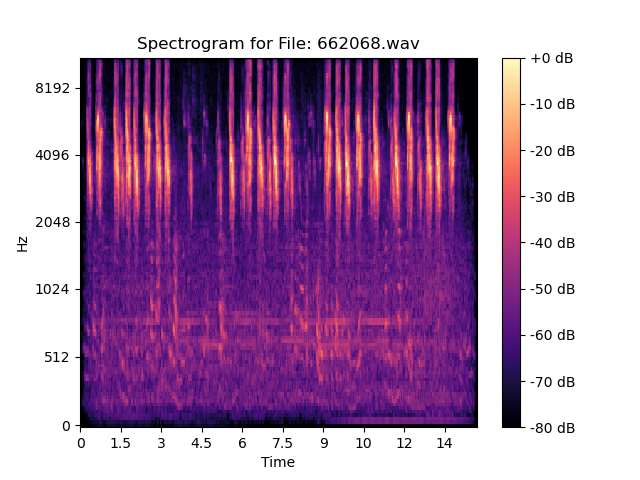 Spectrogram for File: 662068.wav
+0 dB
8192
-10 dB
4096
-20 dB
-30 dB
2048
Hz
-40 dB
1024
-50 dB
-60 dB
512
-70 dB
0
-80 dB
0 1.5 3 4.5 6 7.5 9 10 12 14
Time